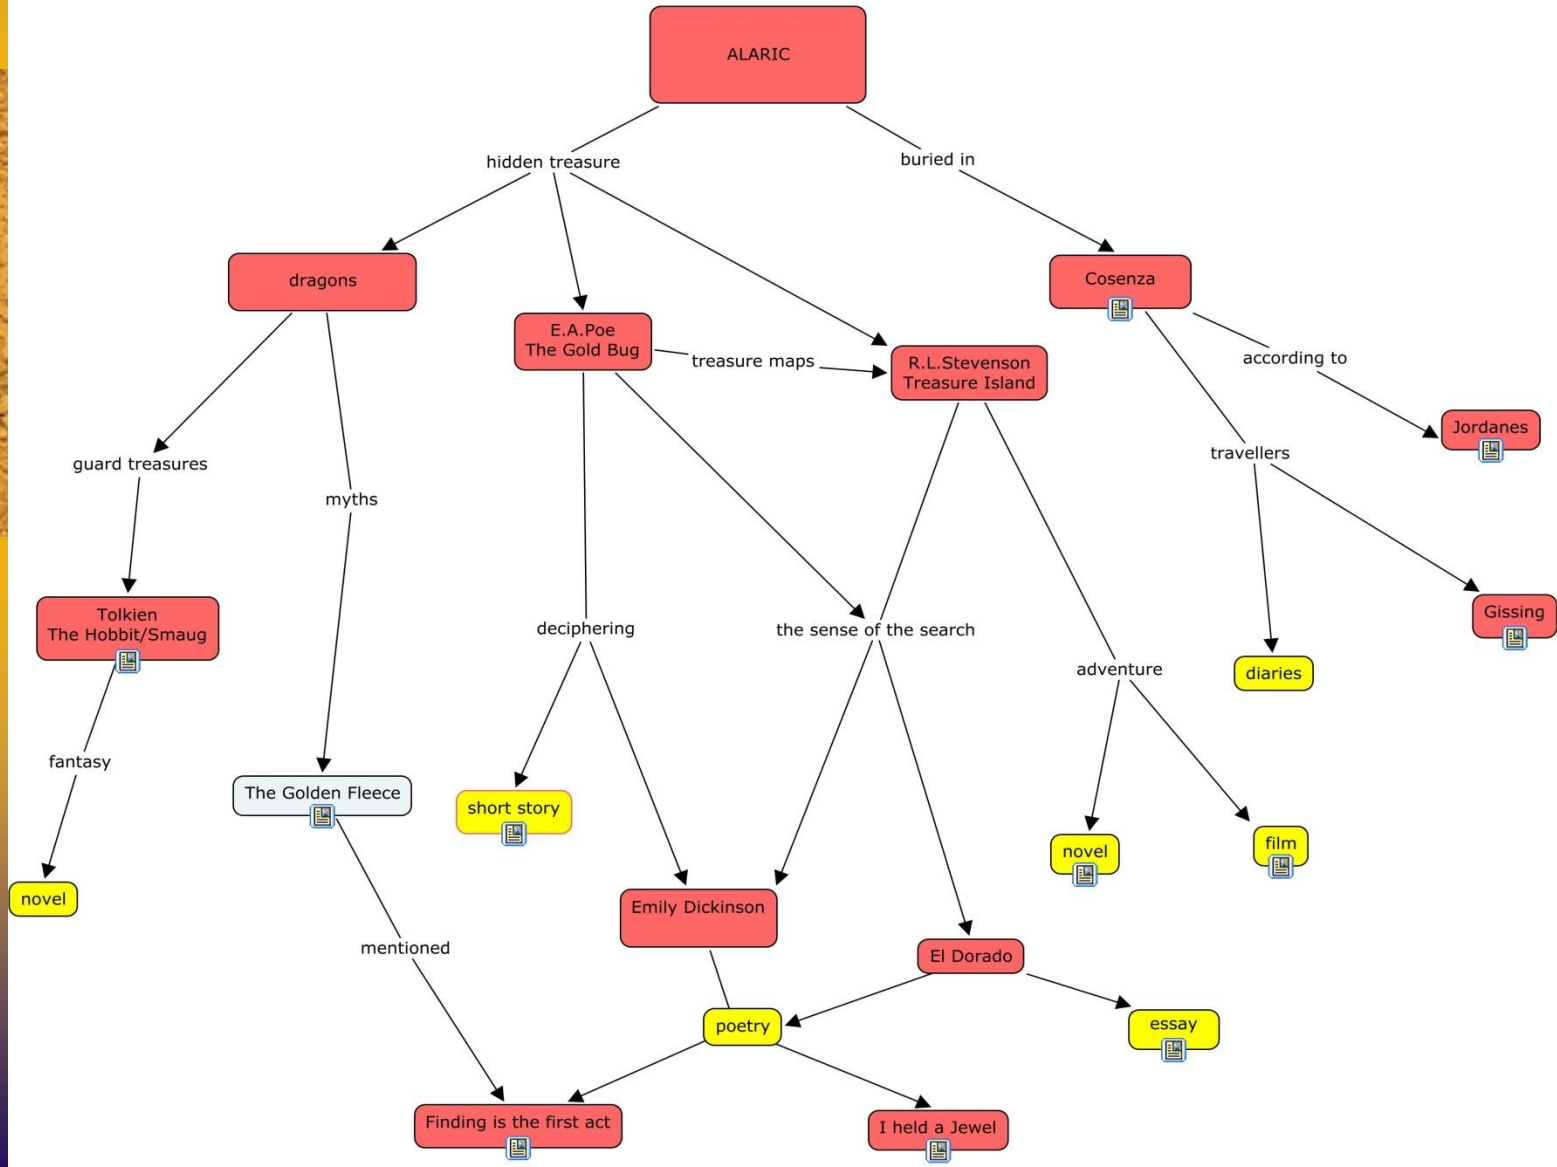 ALARIC
hidden treasure
buried in
dragons
Cosenza
E.A.Poe
The Gold Bug
treasure maps
R.L.Stevenson
Treasure Island
according to
Jordanes
guard treasures
travellers
myths
Tolkien
The Hobbit/Smaug
Gissing
deciphering
the sense of the search
adventure
diaries
fantasy
The Golden Fleece
short story
novel
film
novel
Emily Dickinson
mentioned
El Dorado
poetry
essay
Finding is the first act
I held a Jewel